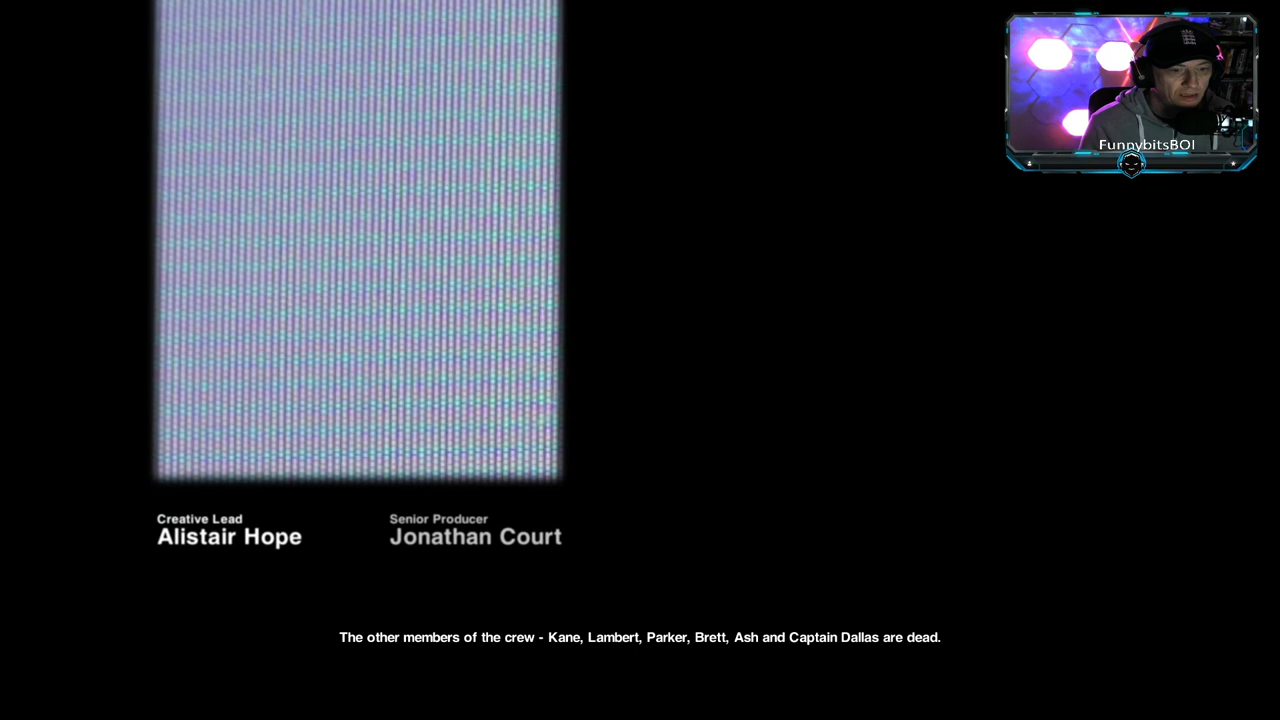 FunnybitsBOI
Creative Lead
Alistair Hope
Senior Producer
Jonathan Court
The other members of the crew - Kane, Lambert, Parker, Brett, Ash and Captain Dallas are dead.